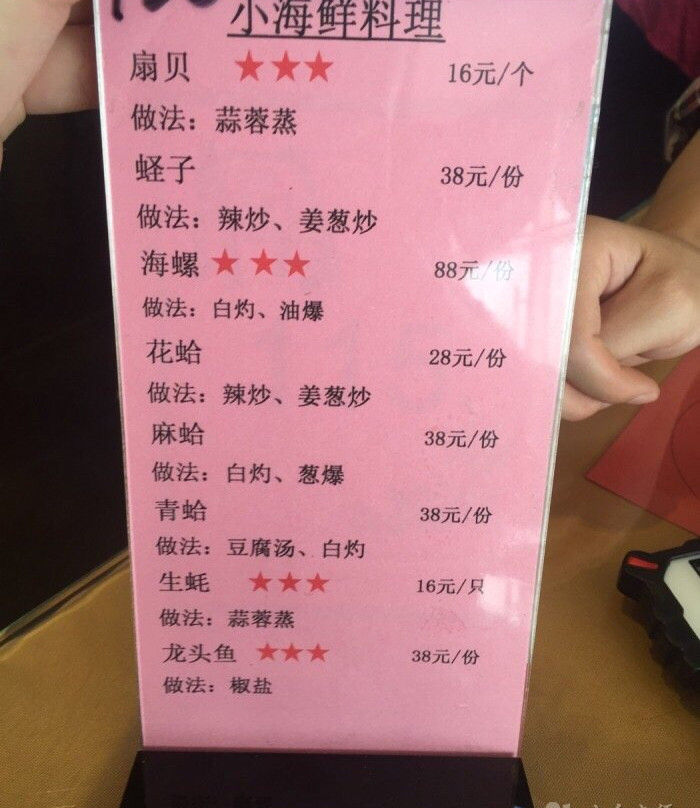 小海鲜料理
扇贝 ★★★ 16元/个
做法：蒜蓉蒸
蛏子 38元/份
做法：辣炒、姜葱炒
海螺 ★★★ 88元/份
做法：白灼、油爆
花蛤 28元/份
做法：辣炒、姜葱炒
麻蛤 38元/份
做法：白灼、葱爆
青蛤 38元/份
做法：豆腐汤、白灼
生蚝 ★★★ 16元/只
做法：蒜蓉蒸
龙头鱼 ★★★ 38元/份
做法：椒盐